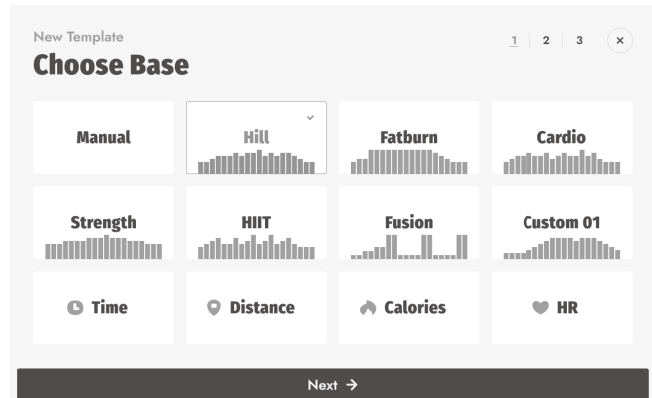 New Template
Choose Base
1 2 3
Manual Hill Fatburn Cardio
Strength HIIT Fusion Custom 01
Time Distance Calories HR
Next →